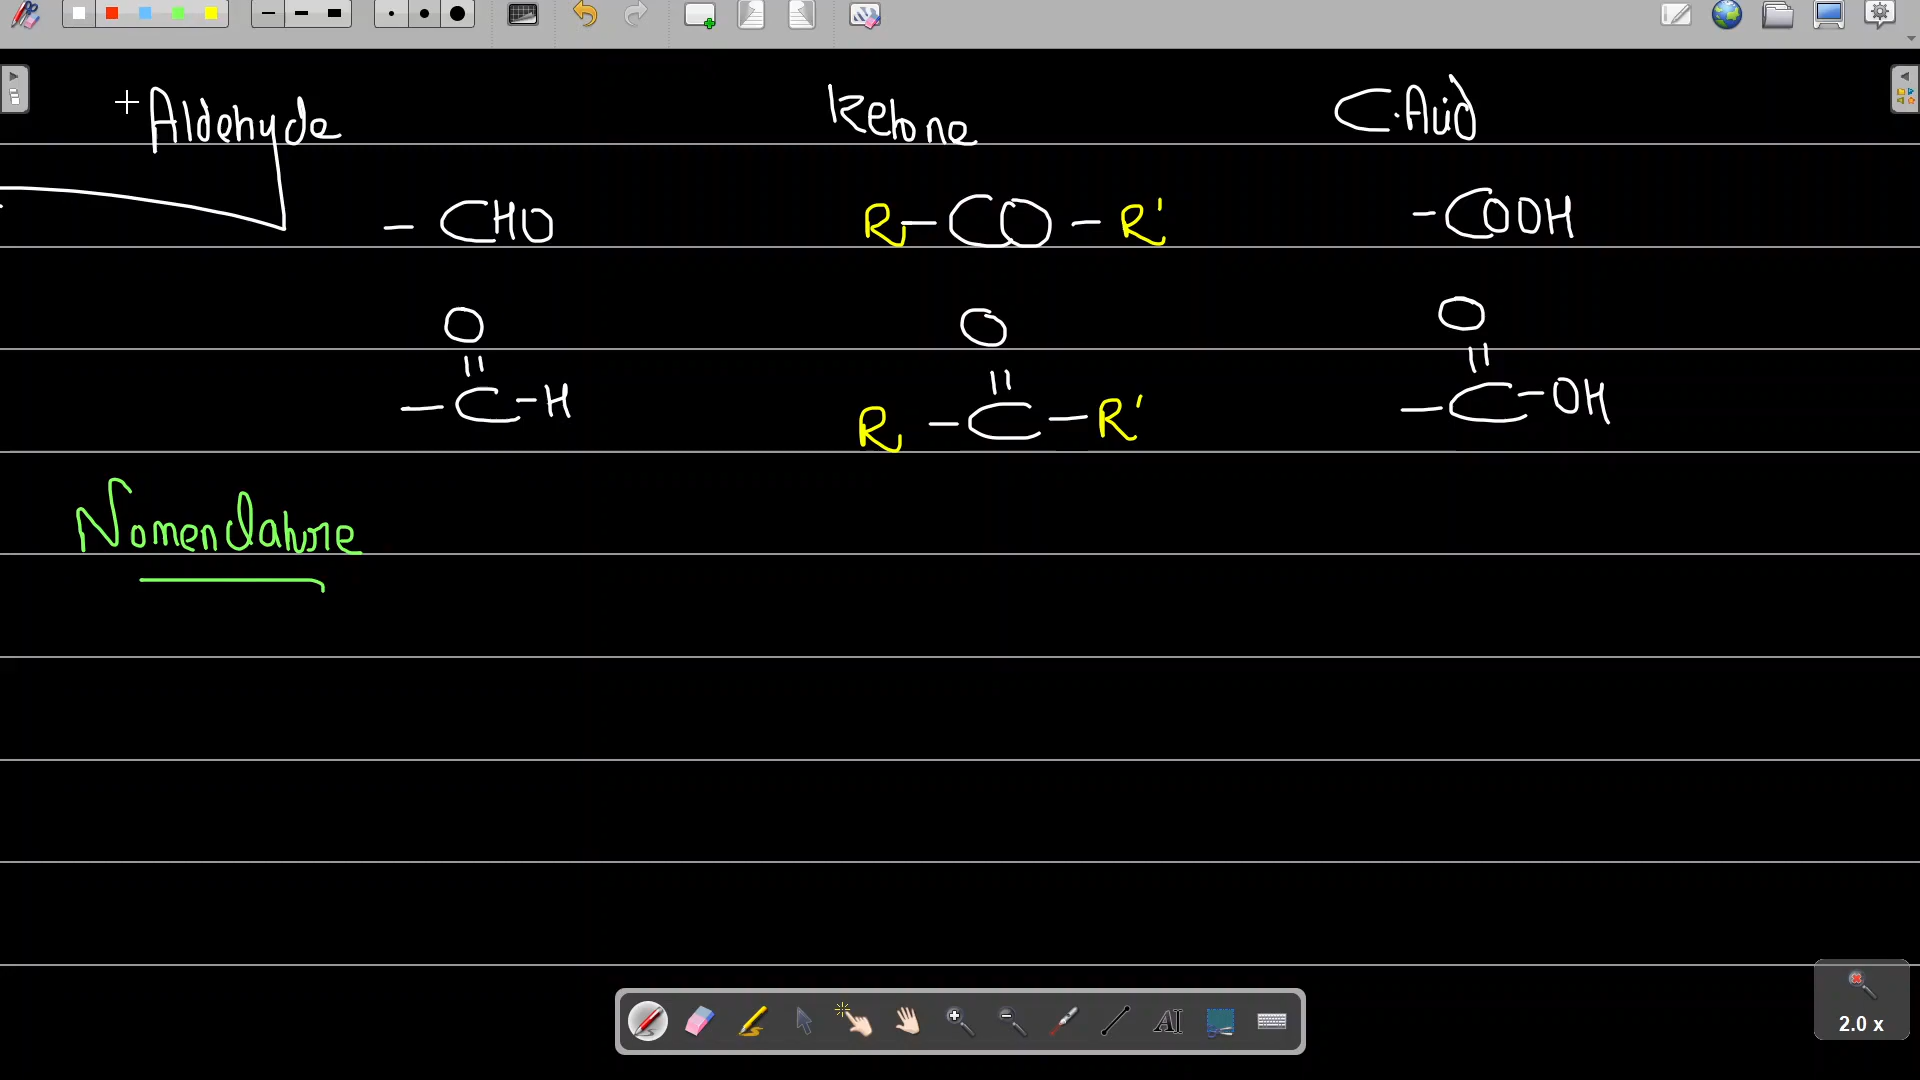 Aldehyde Ketone C.Acid
- CHO R-CO-R' -COOH
O O O
|| || ||
-C-H R-C-R' -C-OH
Nomenclature
2.0 x